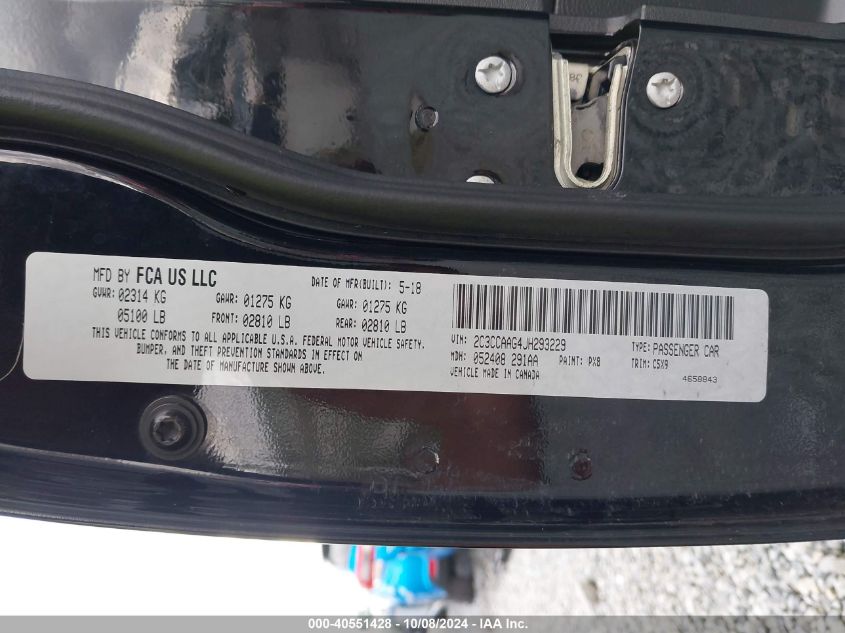 MFD BY FCA US LLC
DATE OF MFR(BUILT): 5-18
GVWR: 02314 KG
GAWR: 01275 KG
GAWR: 01275 KG
05100 LB
FRONT: 02810 LB
REAR: 02810 LB
THIS VEHICLE CONFORMS TO ALL APPLICABLE U.S.A. FEDERAL MOTOR VEHICLE SAFETY,
BUMPER, AND THEFT PREVENTION STANDARDS IN EFFECT ON
THE DATE OF MANUFACTURE SHOWN ABOVE.
VIN: 2C3CCAAG4JH293229
TYPE: PASSENGER CAR
MDH: 052408 291AA
PAINT: PX8
TRIM: C5X9
VEHICLE MADE IN CANADA
4658843
000-40551428 - 10/08/2024 - IAA, Inc.